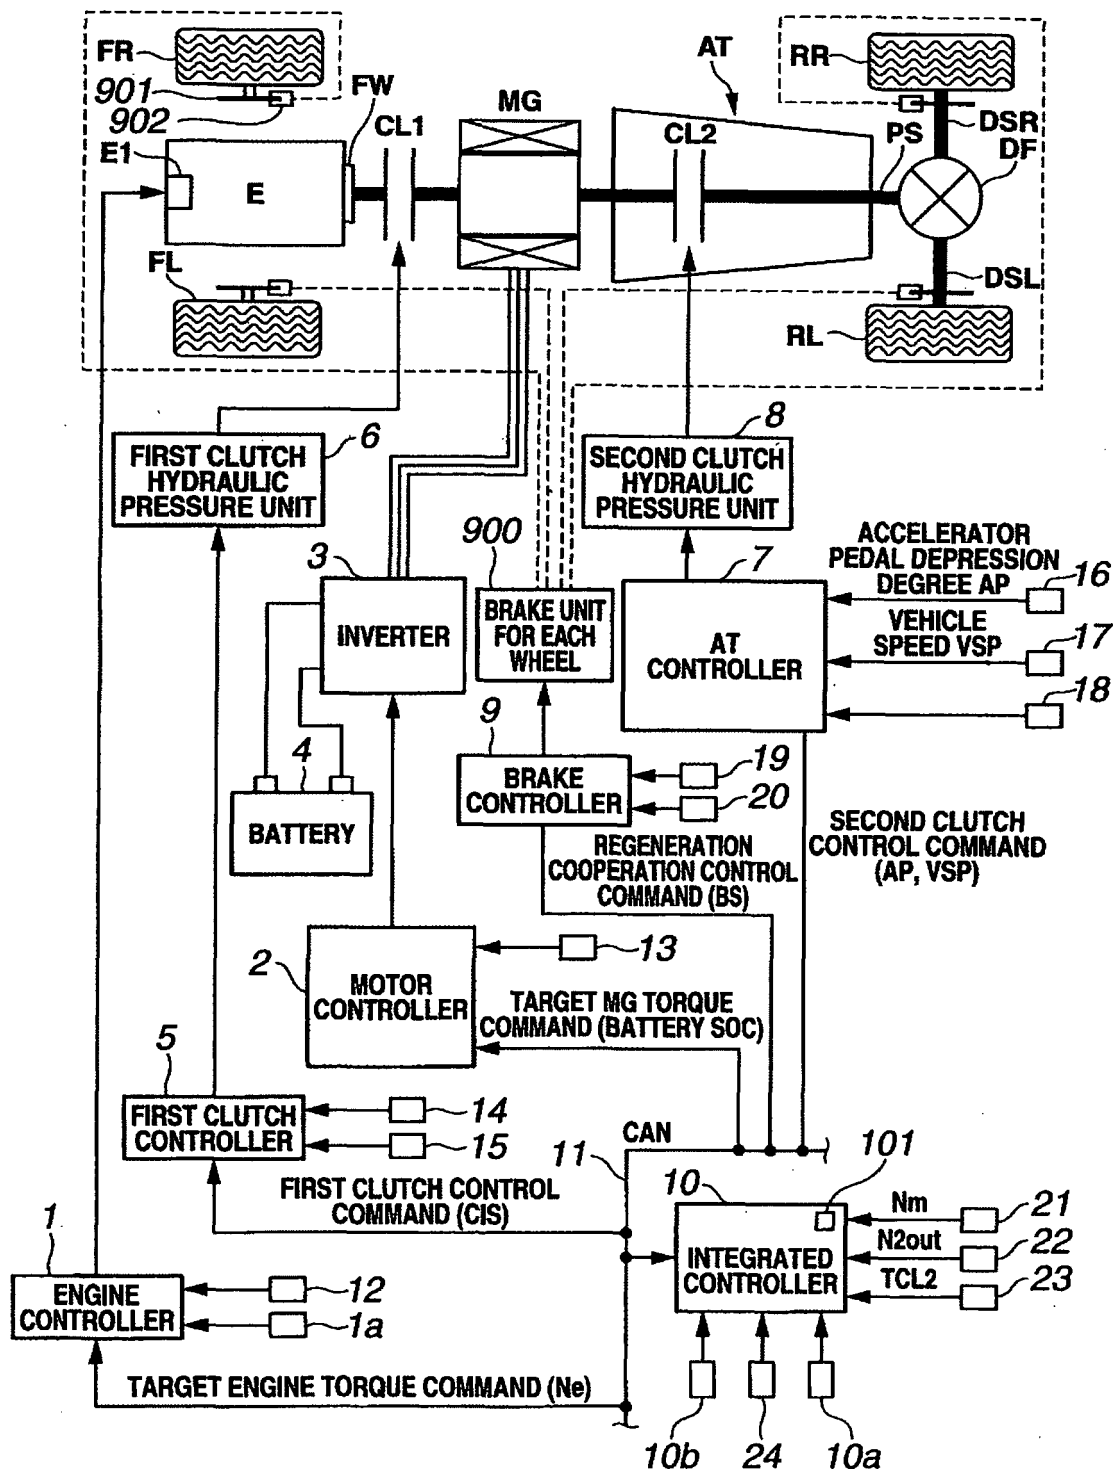 FR
901
902
E1
E
FW
CL1
MG
AT
CL2
RR
PS
DSR
DF
FL
DSL
RL
6
FIRST CLUTCH
HYDRAULIC
PRESSURE UNIT
8
SECOND CLUTCH
HYDRAULIC
PRESSURE UNIT
3
INVERTER
900
BRAKE UNIT
FOR EACH
WHEEL
7
AT
CONTROLLER
ACCELERATOR
PEDAL DEPRESSION
DEGREE AP
16
VEHICLE
SPEED VSP
17
18
4
BATTERY
9
BRAKE
CONTROLLER
19
20
REGENERATION
COOPERATION CONTROL
COMMAND (BS)
SECOND CLUTCH
CONTROL COMMAND
(AP, VSP)
2
MOTOR
CONTROLLER
13
TARGET MG TORQUE
COMMAND (BATTERY SOC)
5
FIRST CLUTCH
CONTROLLER
14
15
CAN
11
FIRST CLUTCH CONTROL
COMMAND (CIS)
10
101
INTEGRATED
CONTROLLER
Nm
21
N2out
22
TCL2
23
1
ENGINE
CONTROLLER
12
1a
TARGET ENGINE TORQUE COMMAND (Ne)
10b
24
10a